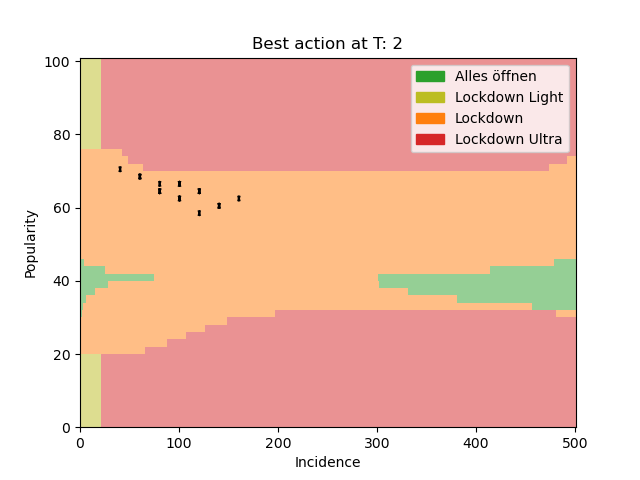 Best action at T: 2
Alles öffnen
Lockdown Light
Lockdown
Lockdown Ultra
Popularity
100
80
60
40
20
0
0 100 200 300 400 500
Incidence